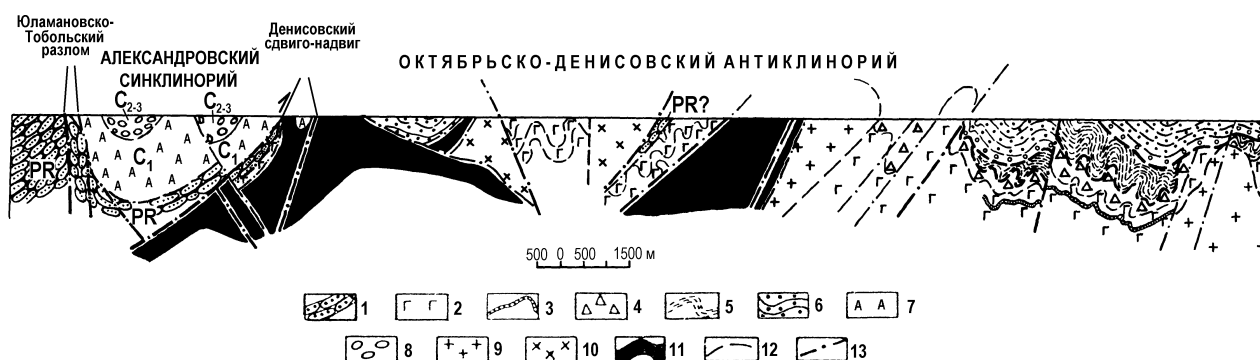 Юламановско-
Тобольский
разлом
АЛЕКСАНДРОВСКИЙ
СИНКЛИНОРИЙ
Денисовский
сдвиго-надвиг
ОКТЯБРЬСКО-ДЕНИСОВСКИЙ АНТИКЛИНОРИЙ
C2-3
C2-3
PR?
PR
C1
C1
PR
500 0 500 1500 м
1 2 3 4 5 6 7
8 9 10 11 12 13